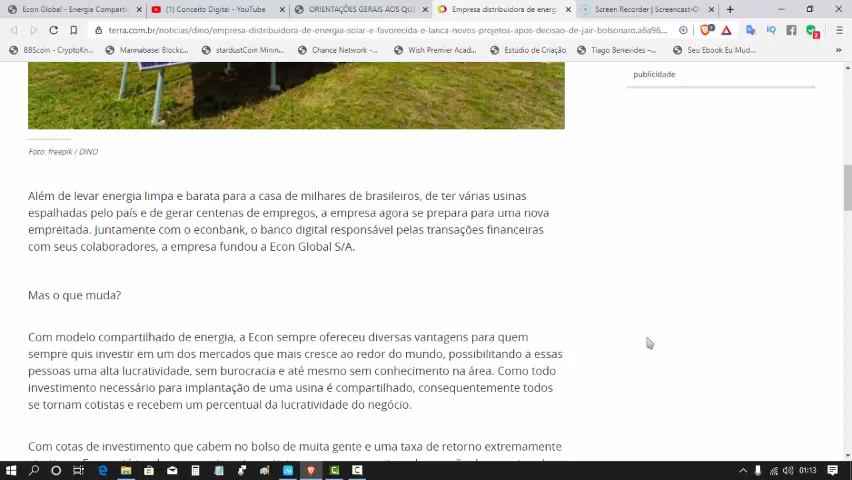 Econ Global - Energia Comparti
(1) Conceito Digital - YouTube
ORIENTAÇÕES GERAIS AOS QUE
Empresa distribuidora de energ
Screen Recorder | Screencast-O
terra.com.br/noticias/dino/empresa-distribuidora-de-energia-solar-e-favorecida-e-lanca-novos-projetos-apos-decisao-de-jair-bolsonaro,a6a96...
BBScoin - CryptoKn...
Mannabase: Blockc...
stardustCoin Minin...
Chance Network - ...
Wish Premier Acad...
Estúdio de Criação
Tiago Benevides - ...
Seu Ebook Eu Mud...
publicidade
Foto: freepik / DINO
Além de levar energia limpa e barata para a casa de milhares de brasileiros, de ter várias usinas
espalhadas pelo país e de gerar centenas de empregos, a empresa agora se prepara para uma nova
empreitada. Juntamente com o econbank, o banco digital responsável pelas transações financeiras
com seus colaboradores, a empresa fundou a Econ Global S/A.
Mas o que muda?
Com modelo compartilhado de energia, a Econ sempre ofereceu diversas vantagens para quem
sempre quis investir em um dos mercados que mais cresce ao redor do mundo, possibilitando a essas
pessoas uma alta lucratividade, sem burocracia e até mesmo sem conhecimento na área. Como todo
investimento necessário para implantação de uma usina é compartilhado, consequentemente todos
se tornam cotistas e recebem um percentual da lucratividade do negócio.
Com cotas de investimento que cabem no bolso de muita gente e uma taxa de retorno extremamente
01:13